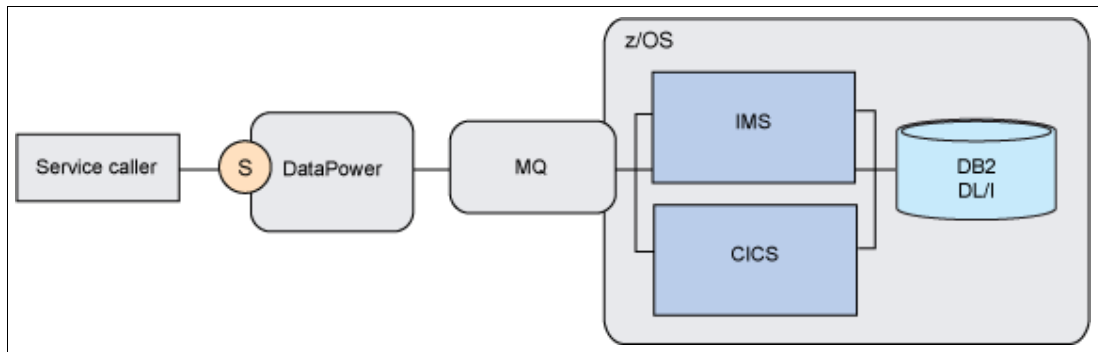 z/OS
Service caller
S
DataPower
MQ
IMS
CICS
DB2
DL/I